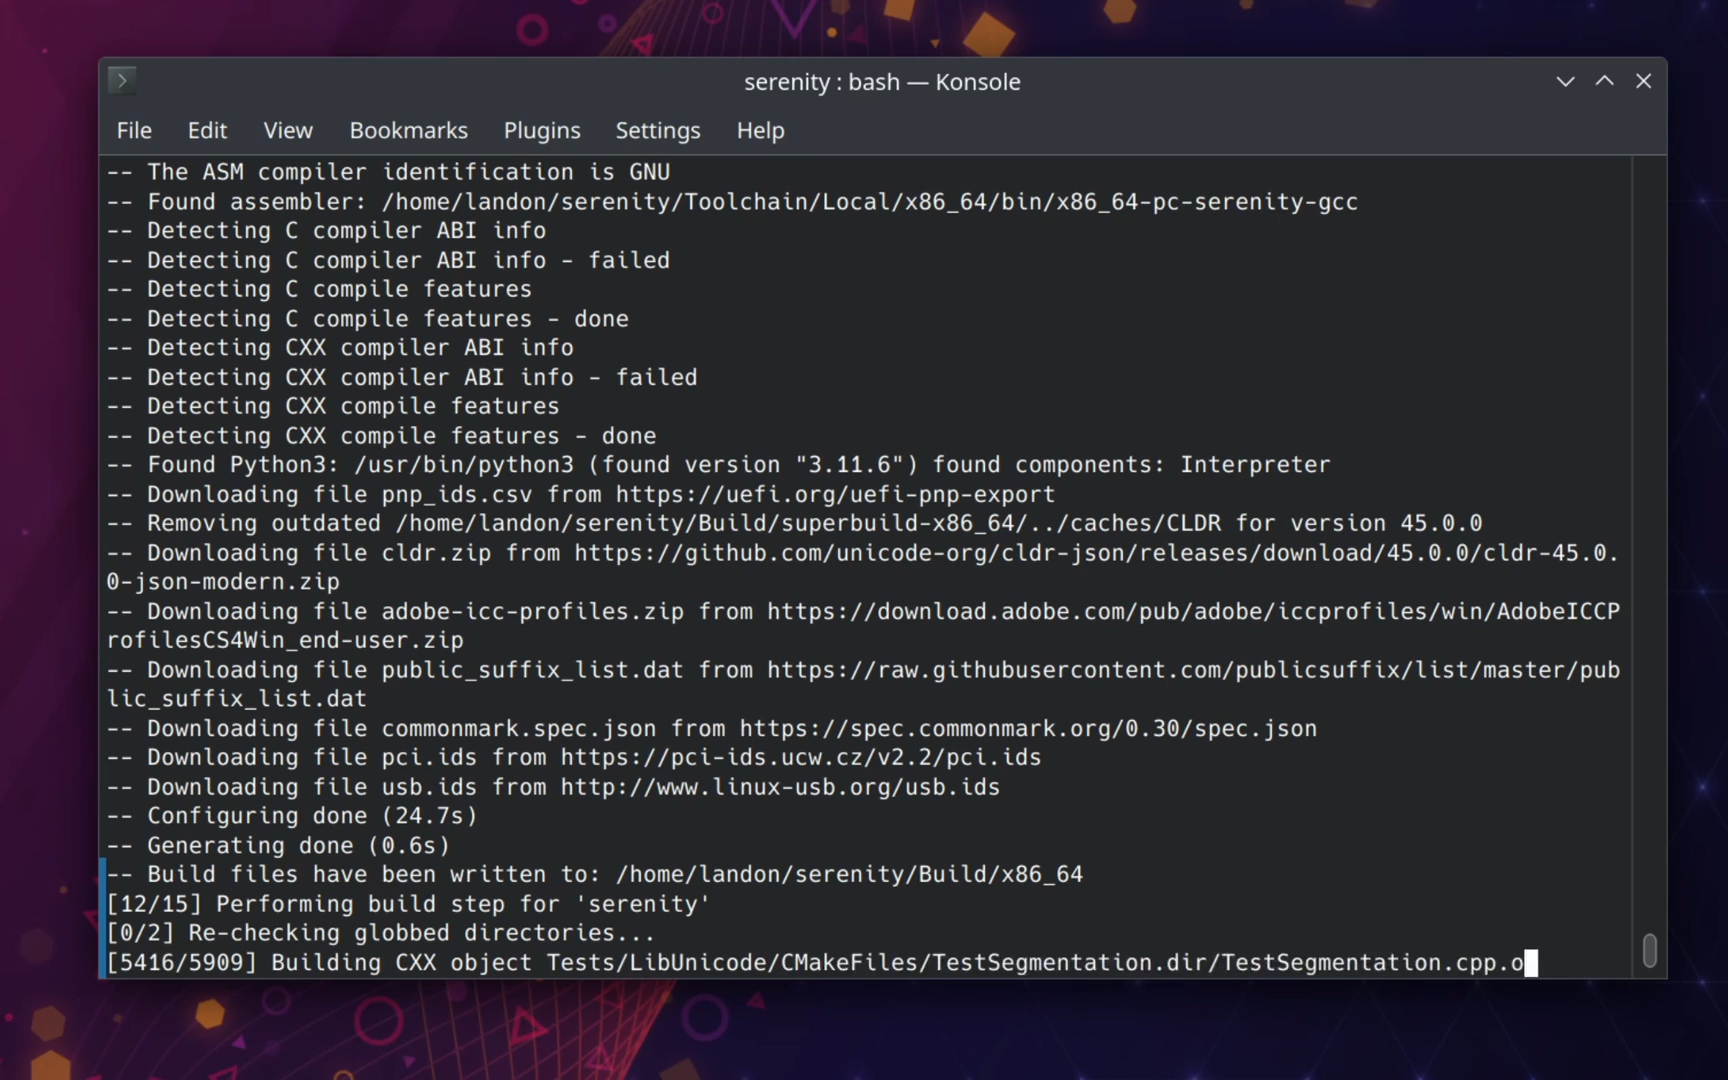 serenity : bash — Konsole
File Edit View Bookmarks Plugins Settings Help
-- The ASM compiler identification is GNU
-- Found assembler: /home/landon/serenity/Toolchain/Local/x86_64/bin/x86_64-pc-serenity-gcc
-- Detecting C compiler ABI info
-- Detecting C compiler ABI info - failed
-- Detecting C compile features
-- Detecting C compile features - done
-- Detecting CXX compiler ABI info
-- Detecting CXX compiler ABI info - failed
-- Detecting CXX compile features
-- Detecting CXX compile features - done
-- Found Python3: /usr/bin/python3 (found version "3.11.6") found components: Interpreter
-- Downloading file pnp_ids.csv from https://uefi.org/uefi-pnp-export
-- Removing outdated /home/landon/serenity/Build/superbuild-x86_64/../caches/CLDR for version 45.0.0
-- Downloading file cldr.zip from https://github.com/unicode-org/cldr-json/releases/download/45.0.0/cldr-45.0.
0-json-modern.zip
-- Downloading file adobe-icc-profiles.zip from https://download.adobe.com/pub/adobe/iccprofiles/win/AdobeICCP
rofilesCS4Win_end-user.zip
-- Downloading file public_suffix_list.dat from https://raw.githubusercontent.com/publicsuffix/list/master/pub
lic_suffix_list.dat
-- Downloading file commonmark.spec.json from https://spec.commonmark.org/0.30/spec.json
-- Downloading file pci.ids from https://pci-ids.ucw.cz/v2.2/pci.ids
-- Downloading file usb.ids from http://www.linux-usb.org/usb.ids
-- Configuring done (24.7s)
-- Generating done (0.6s)
-- Build files have been written to: /home/landon/serenity/Build/x86_64
[12/15] Performing build step for 'serenity'
[0/2] Re-checking globbed directories...
[5416/5909] Building CXX object Tests/LibUnicode/CMakeFiles/TestSegmentation.dir/TestSegmentation.cpp.o